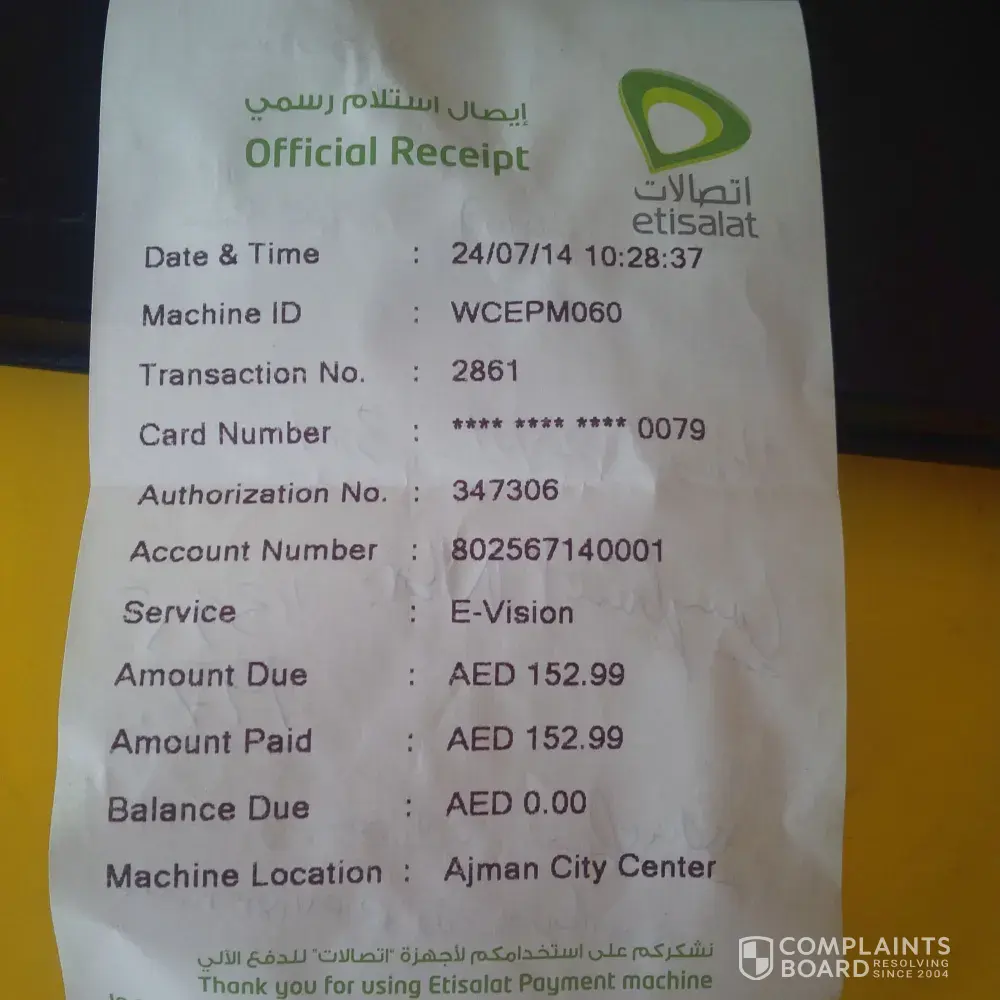 إيصال استلام رسمي
Official Receipt
اتصالات
etisalat
Date & Time : 24/07/14 10:28:37
Machine ID : WCEPM060
Transaction No. : 2861
Card Number : **** **** **** 0079
Authorization No. : 347306
Account Number : 802567140001
Service : E-Vision
Amount Due : AED 152.99
Amount Paid : AED 152.99
Balance Due : AED 0.00
Machine Location : Ajman City Center
نشكركم على استخدامكم لأجهزة "اتصالات" للدفع الآلي
Thank you for using Etisalat Payment machine
COMPLAINTS
BOARD RESOLVING SINCE 2004